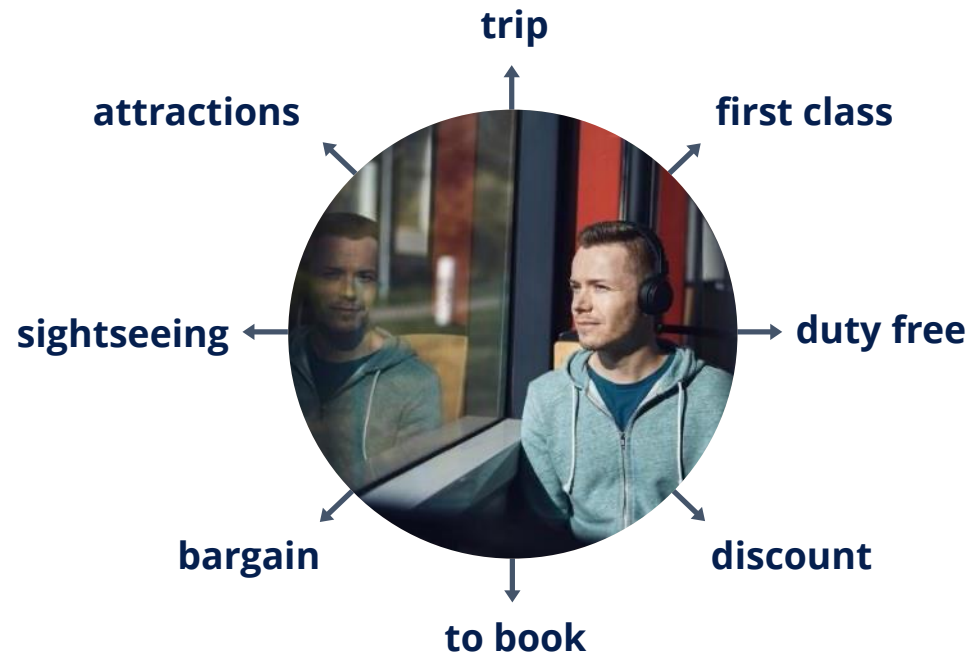 trip
attractions
first class
sightseeing
duty free
bargain
discount
to book